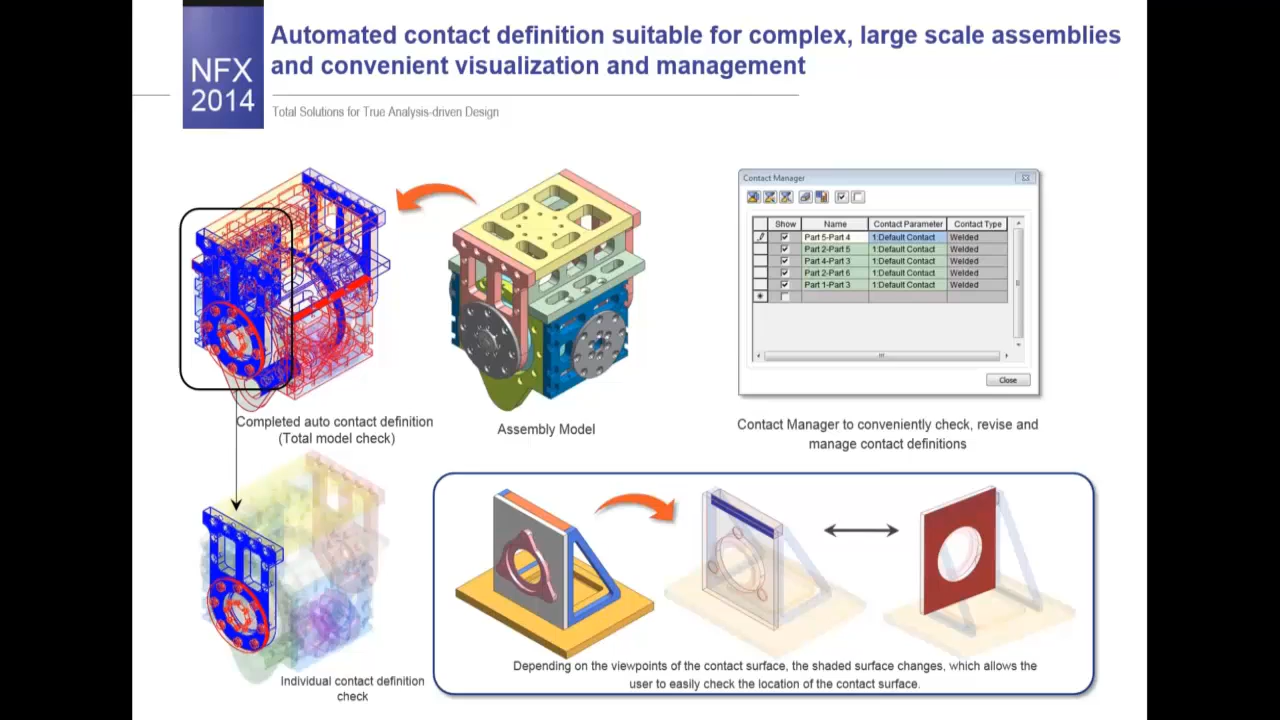 Automated contact definition suitable for complex, large scale assemblies
and convenient visualization and management
NFX
2014
Total Solutions for True Analysis-driven Design
Contact Manager
Show Name Contact Parameter Contact Type
Part 5-Part 4 1:Default Contact Welded
Part 2-Part 5 1:Default Contact Welded
Part 4-Part 3 1:Default Contact Welded
Part 2-Part 6 1:Default Contact Welded
Part 1-Part 3 1:Default Contact Welded
Close
Completed auto contact definition
(Total model check)
Assembly Model
Contact Manager to conveniently check, revise and
manage contact definitions
Individual contact definition
check
Depending on the viewpoints of the contact surface, the shaded surface changes, which allows the
user to easily check the location of the contact surface.